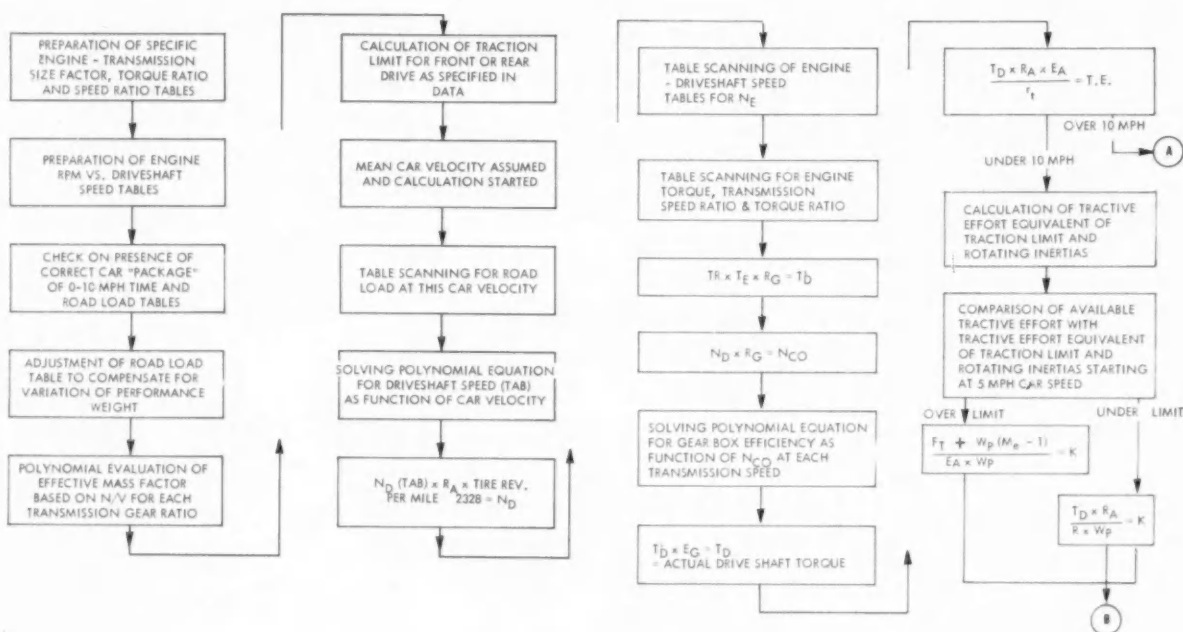 PREPARATION OF SPECIFIC
ENGINE - TRANSMISSION
SIZE FACTOR, TORQUE RATIO
AND SPEED RATIO TABLES
PREPARATION OF ENGINE
RPM VS. DRIVESHAFT
SPEED TABLES
CHECK ON PRESENCE OF
CORRECT CAR "PACKAGE"
OF 0-10 MPH TIME AND
ROAD LOAD TABLES
ADJUSTMENT OF ROAD LOAD
TABLE TO COMPENSATE FOR
VARIATION OF PERFORMANCE
WEIGHT
POLYNOMIAL EVALUATION OF
EFFECTIVE MASS FACTOR
BASED ON N/V FOR EACH
TRANSMISSION GEAR RATIO
CALCULATION OF TRACTION
LIMIT FOR FRONT OR REAR
DRIVE AS SPECIFIED IN
DATA
MEAN CAR VELOCITY ASSUMED
AND CALCULATION STARTED
TABLE SCANNING FOR ROAD
LOAD AT THIS CAR VELOCITY
SOLVING POLYNOMIAL EQUATION
FOR DRIVESHAFT SPEED (TAB)
AS FUNCTION OF CAR VELOCITY
N_D (TAB) x R_A x TIRE REV.
PER MILE 2328 = N_D
TABLE SCANNING OF ENGINE
- DRIVESHAFT SPEED
TABLES FOR N_E
TABLE SCANNING FOR ENGINE
TORQUE, TRANSMISSION
SPEED RATIO & TORQUE RATIO
TR x T_E x R_G = T'_D
N_D x R_G = N_CO
SOLVING POLYNOMIAL EQUATION
FOR GEAR BOX EFFICIENCY AS
FUNCTION OF N_CO AT EACH
TRANSMISSION SPEED
T'_D x E_G = T_D
= ACTUAL DRIVE SHAFT TORQUE
T_D x R_A x E_A
r_t = T.E.
OVER 10 MPH
A
UNDER 10 MPH
CALCULATION OF TRACTIVE
EFFORT EQUIVALENT OF
TRACTION LIMIT AND
ROTATING INERTIAS
COMPARISON OF AVAILABLE
TRACTIVE EFFORT WITH
TRACTIVE EFFORT EQUIVALENT
OF TRACTION LIMIT AND
ROTATING INERTIAS STARTING
AT 5 MPH CAR SPEED
OVER LIMIT
UNDER LIMIT
F_T + W_P (M_e - 1)
E_A x W_P = K
T_D x R_A
R x W_P = K
B